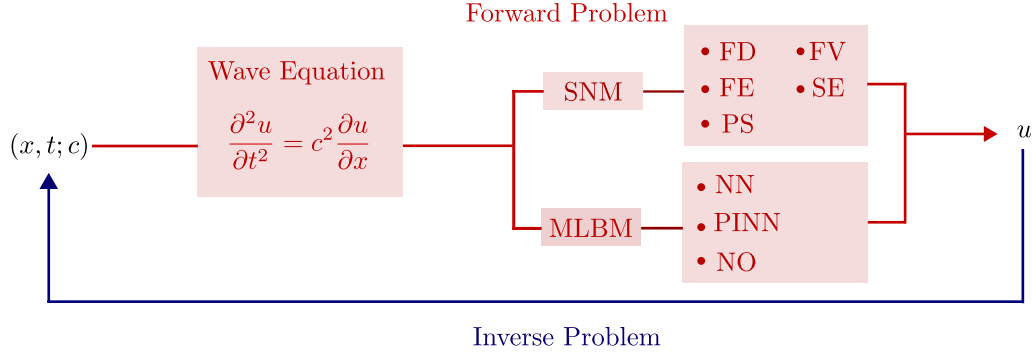 Forward Problem
Wave Equation
∂²u/∂t² = c² ∂u/∂x
(x, t; c)
SNM
• FD • FV
• FE • SE
• PS
u
MLBM
• NN
• PINN
• NO
Inverse Problem